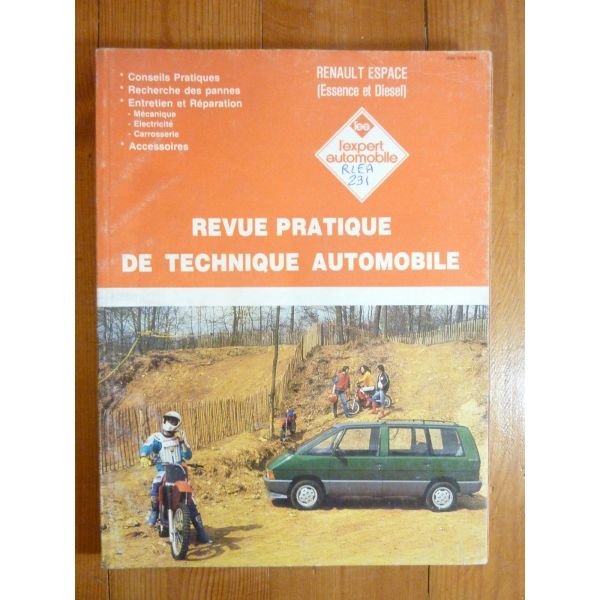 * Conseils Pratiques
* Recherche des pannes
* Entretien et Réparation
- Mécanique
- Electricité
- Carrosserie
* Accessoires
RENAULT ESPACE
(Essence et Diesel)
lea
l'expert
automobile
RLEA
231
REVUE PRATIQUE
DE TECHNIQUE AUTOMOBILE